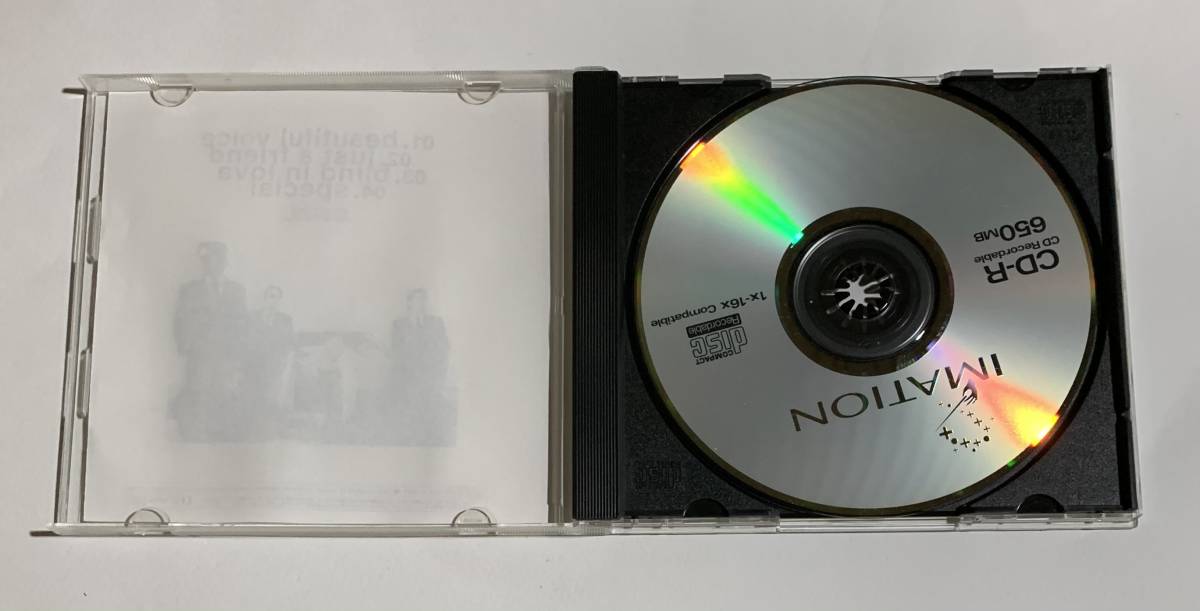 01.beautiful voice
02.just a friend
03.blind in lova
04.special
IMATION
COMPACT
disc
Recordable
1x-16x Compatible
CD-R
CD Recordable
650MB